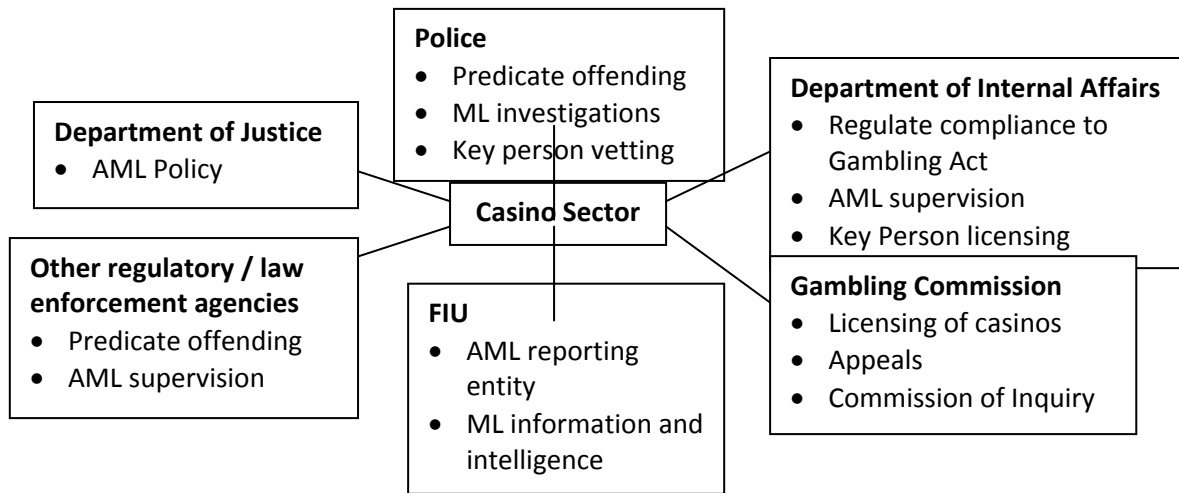 Police
• Predicate offending
• ML investigations
• Key person vetting
Department of Internal Affairs
• Regulate compliance to
Gambling Act
• AML supervision
• Key Person licensing
Department of Justice
• AML Policy
Casino Sector
Other regulatory / law
enforcement agencies
• Predicate offending
• AML supervision
FIU
• AML reporting
entity
• ML information and
intelligence
Gambling Commission
• Licensing of casinos
• Appeals
• Commission of Inquiry